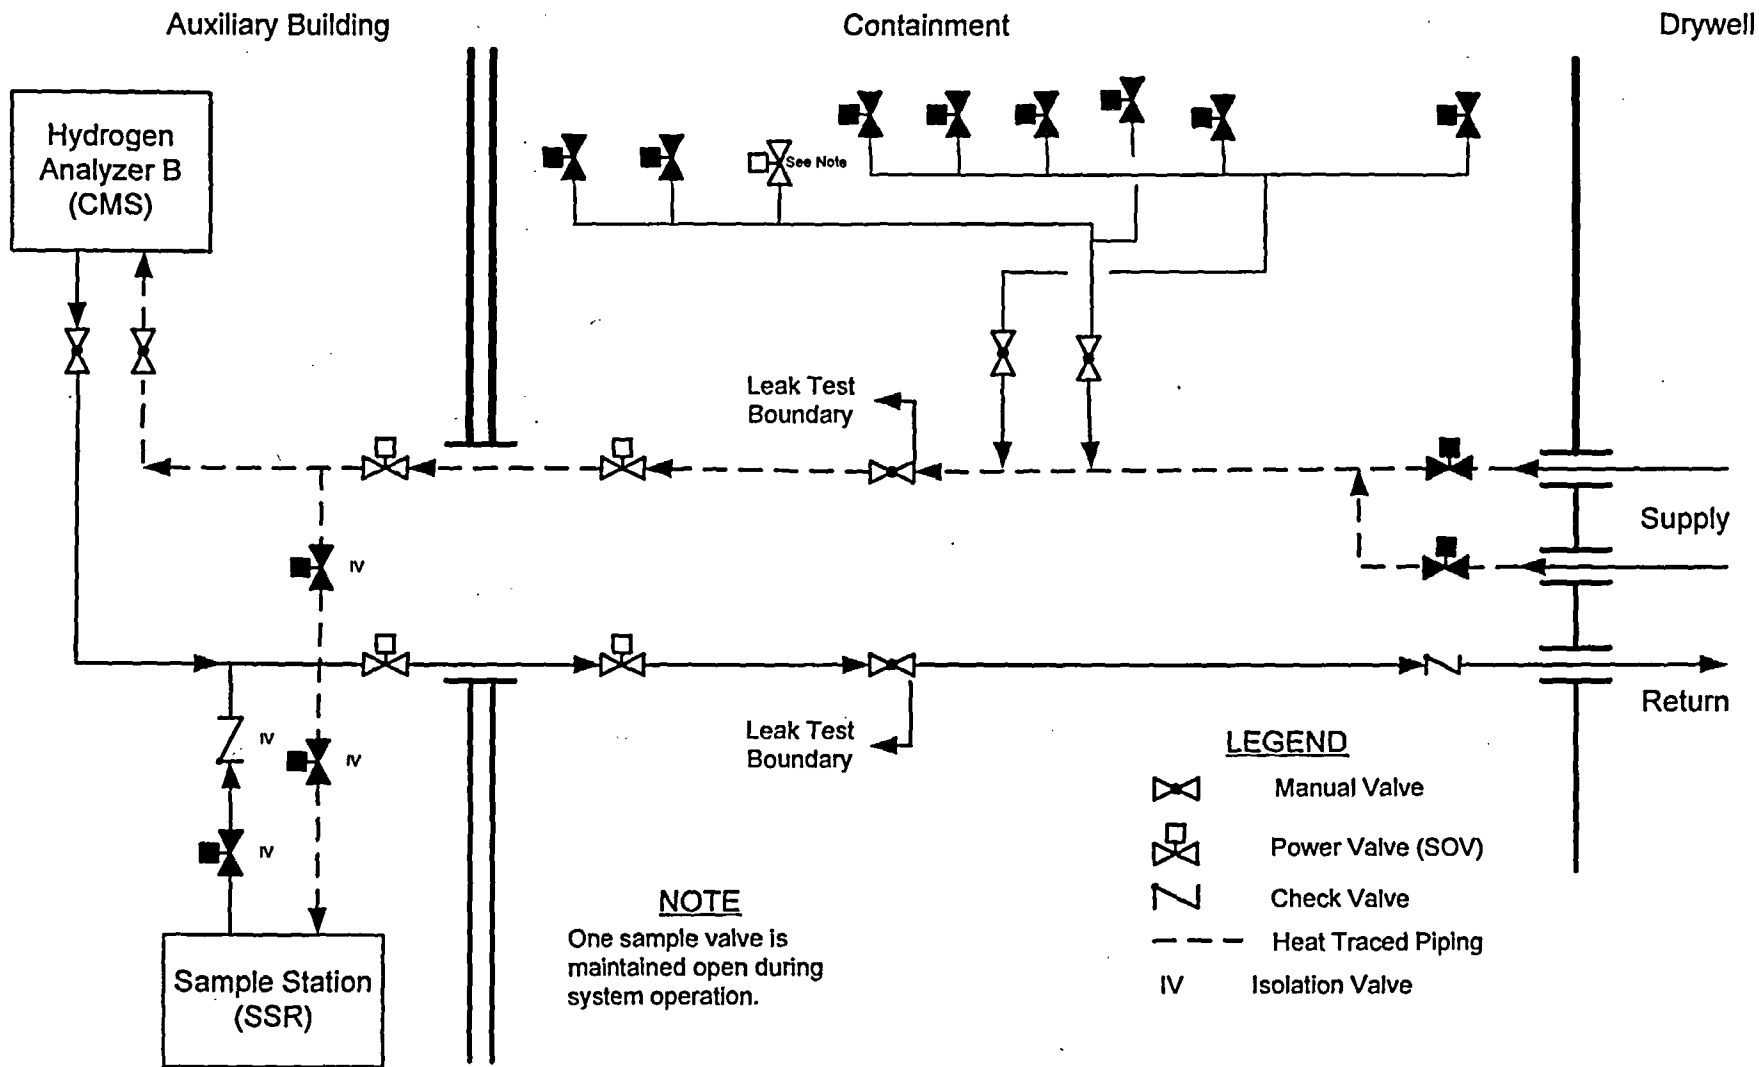 Auxiliary Building
Containment
Drywell
Hydrogen
Analyzer B
(CMS)
See Note
Leak Test
Boundary
Supply
IV
Return
Leak Test
Boundary
IV
IV
IV
Sample Station
(SSR)
NOTE
One sample valve is
maintained open during
system operation.
LEGEND
Manual Valve
Power Valve (SOV)
Check Valve
Heat Traced Piping
IV Isolation Valve